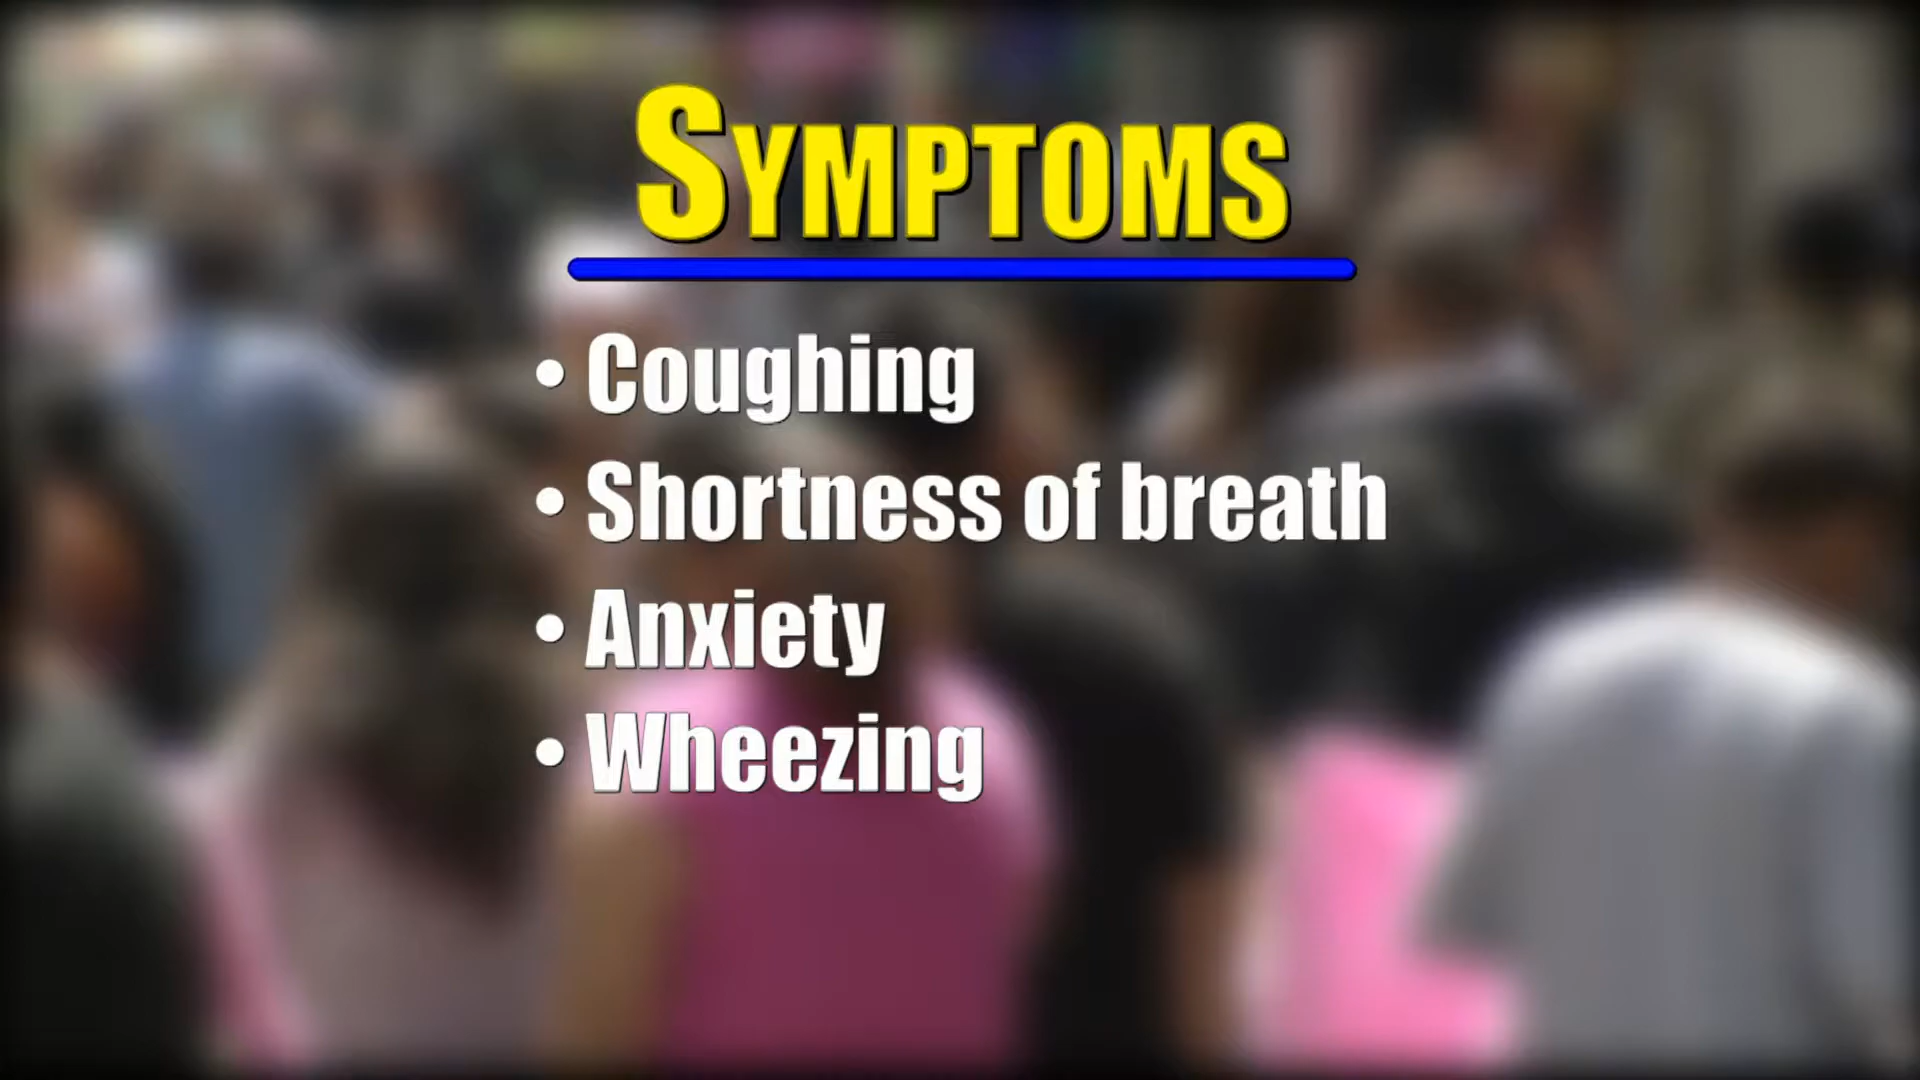 Symptoms
• Coughing
• Shortness of breath
• Anxiety
• Wheezing